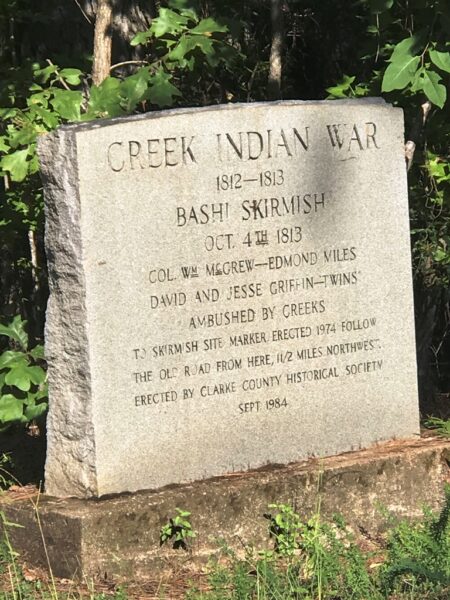 CREEK INDIAN WAR
1812-1813
BASHI SKIRMISH
OCT. 4TH 1813
COL. WM MCGREW-EDMOND MILES
DAVID AND JESSE GRIFFIN-TWINS
AMBUSHED BY CREEKS
TO SKIRMISH SITE MARKER ERECTED 1974 FOLLOW
THE OLD ROAD FROM HERE, 11/2 MILES NORTHWEST.
ERECTED BY CLARKE COUNTY HISTORICAL SOCIETY
SEPT 1984